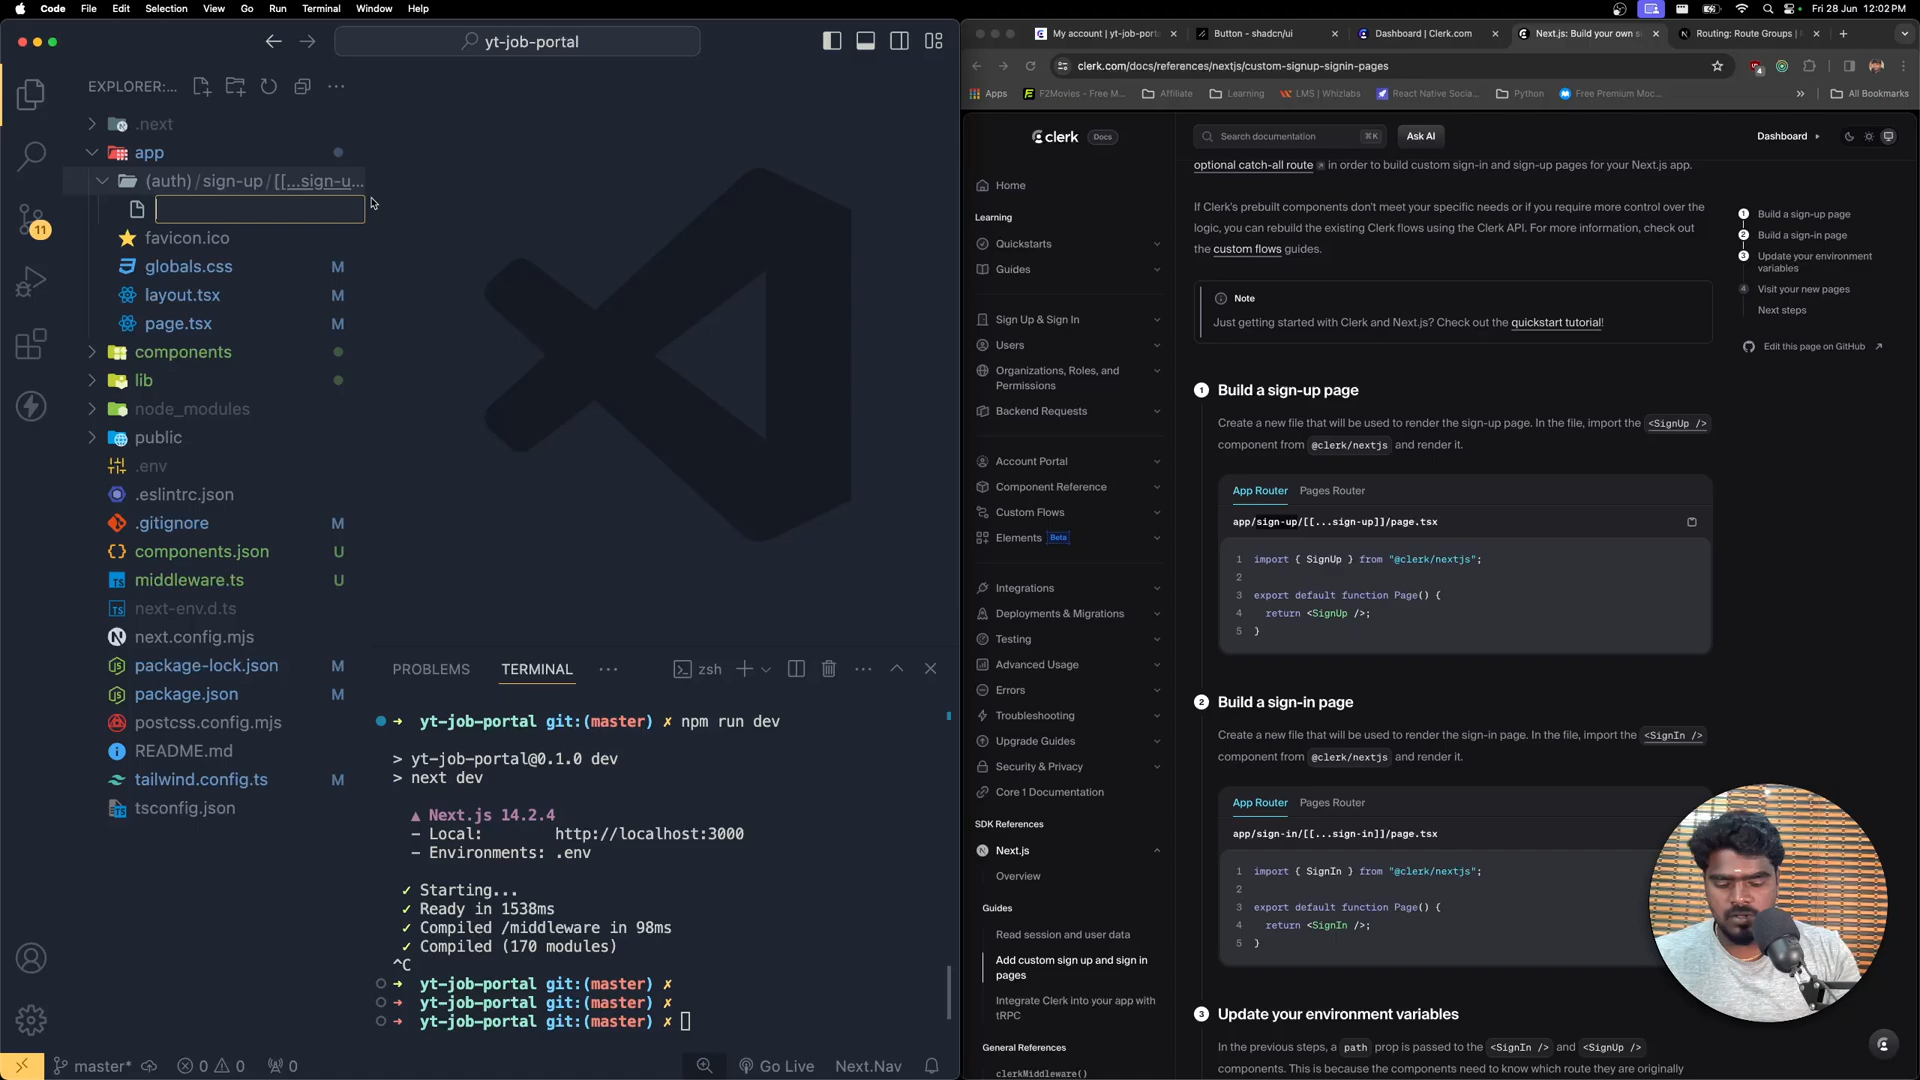 Code File Edit Selection View Go Run Terminal Window Help
Fri 28 Jun 12:02 PM
yt-job-portal
EXPLORER:...
.next
app
(auth)/sign-up/[[...sign-u...
favicon.ico
globals.css M
layout.tsx M
page.tsx M
components
lib
node_modules
public
.env
.eslintrc.json
.gitignore M
components.json U
middleware.ts U
next-env.d.ts
next.config.mjs
package-lock.json M
package.json M
postcss.config.mjs
README.md
tailwind.config.ts M
tsconfig.json
11
PROBLEMS TERMINAL ... zsh
➜ yt-job-portal git:(master) ✗ npm run dev
> yt-job-portal@0.1.0 dev
> next dev
▲ Next.js 14.2.4
- Local: http://localhost:3000
- Environments: .env
✓ Starting...
✓ Ready in 1538ms
✓ Compiled /middleware in 98ms
✓ Compiled (170 modules)
^C
➜ yt-job-portal git:(master) ✗
➜ yt-job-portal git:(master) ✗
➜ yt-job-portal git:(master) ✗
master* 0 0 0 Go Live Next.Nav
My account | yt-job-port
Button - shadcn/ui
Dashboard | Clerk.com
Next.js: Build your own s
Routing: Route Groups |
clerk.com/docs/references/nextjs/custom-signup-signin-pages
4
Apps F2Movies - Free M... Affiliate Learning LMS | Whizlabs React Native Socia... Python Free Premium Moc... » All Bookmarks
clerk Docs
Search documentation ⌘K Ask AI
Dashboard
Home
Learning
Quickstarts
Guides
Sign Up & Sign In
Users
Organizations, Roles, and
Permissions
Backend Requests
Account Portal
Component Reference
Custom Flows
Elements Beta
Integrations
Deployments & Migrations
Testing
Advanced Usage
Errors
Troubleshooting
Upgrade Guides
Security & Privacy
Core 1 Documentation
SDK References
Next.js
Overview
Guides
Read session and user data
Add custom sign up and sign in
pages
Integrate Clerk into your app with
tRPC
General References
clerkMiddleware()
optional catch-all route in order to build custom sign-in and sign-up pages for your Next.js app.
If Clerk's prebuilt components don't meet your specific needs or if you require more control over the
logic, you can rebuild the existing Clerk flows using the Clerk API. For more information, check out
the custom flows guides.
Note
Just getting started with Clerk and Next.js? Check out the quickstart tutorial!
1 Build a sign-up page
Create a new file that will be used to render the sign-up page. In the file, import the <SignUp />
component from @clerk/nextjs and render it.
App Router Pages Router
app/sign-up/[[...sign-up]]/page.tsx
1 import { SignUp } from "@clerk/nextjs";
2
3 export default function Page() {
4 return <SignUp />;
5 }
2 Build a sign-in page
Create a new file that will be used to render the sign-in page. In the file, import the <SignIn />
component from @clerk/nextjs and render it.
App Router Pages Router
app/sign-in/[[...sign-in]]/page.tsx
1 import { SignIn } from "@clerk/nextjs";
2
3 export default function Page() {
4 return <SignIn />;
5 }
3 Update your environment variables
In the previous steps, a path prop is passed to the <SignIn /> and <SignUp />
components. This is because the components need to know which route they are originally
1 Build a sign-up page
2 Build a sign-in page
3 Update your environment
variables
4 Visit your new pages
Next steps
Edit this page on GitHub